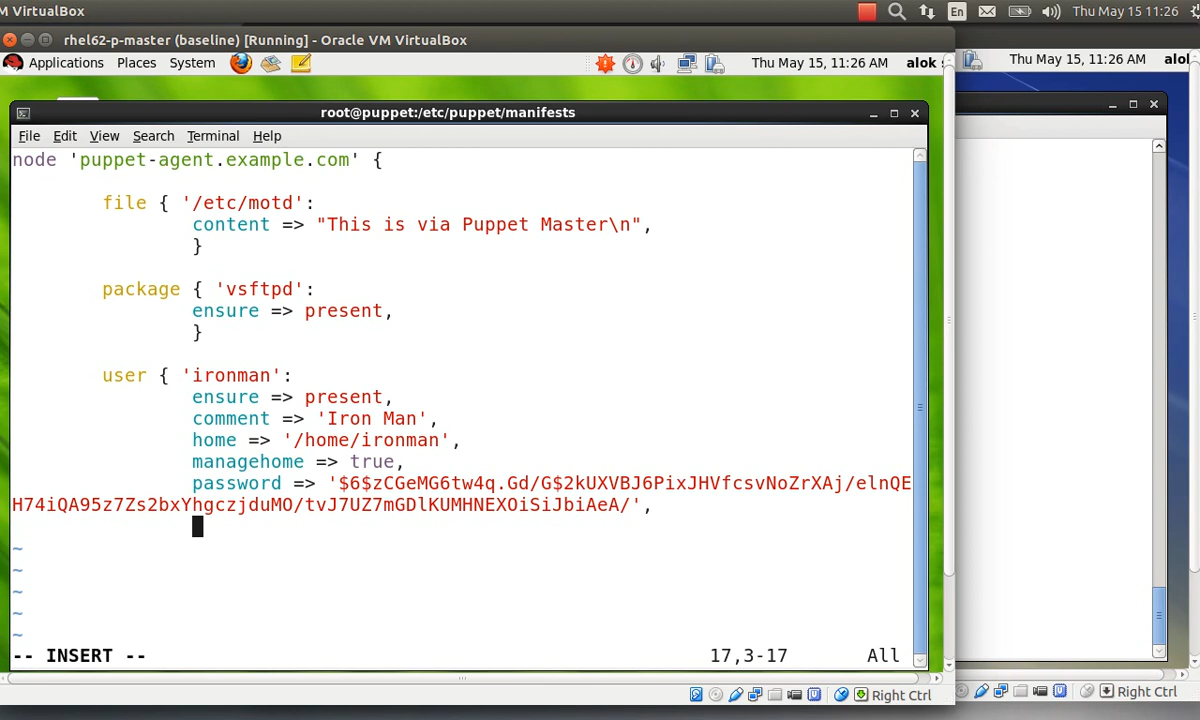 M VirtualBox
En
Thu May 15 11:26
rhel62-p-master (baseline) [Running] - Oracle VM VirtualBox
Applications Places System
Thu May 15, 11:26 AM alok
Thu May 15, 11:26 AM alo
root@puppet:/etc/puppet/manifests
File Edit View Search Terminal Help
node 'puppet-agent.example.com' {
file { '/etc/motd':
content => "This is via Puppet Master\n",
}
package { 'vsftpd':
ensure => present,
}
user { 'ironman':
ensure => present,
comment => 'Iron Man',
home => '/home/ironman',
managehome => true,
password => '$6$zCGeMG6tw4q.Gd/G$2kUXVBJ6PixJHVfcsvNoZrXAj/elnQE
H74iQA95z7Zs2bxYhgczjduMO/tvJ7UZ7mGDlKUMHNEXOiSiJbiAeA/',
~
~
~
~
~
-- INSERT -- 17,3-17 All
Right Ctrl
Right Ctrl